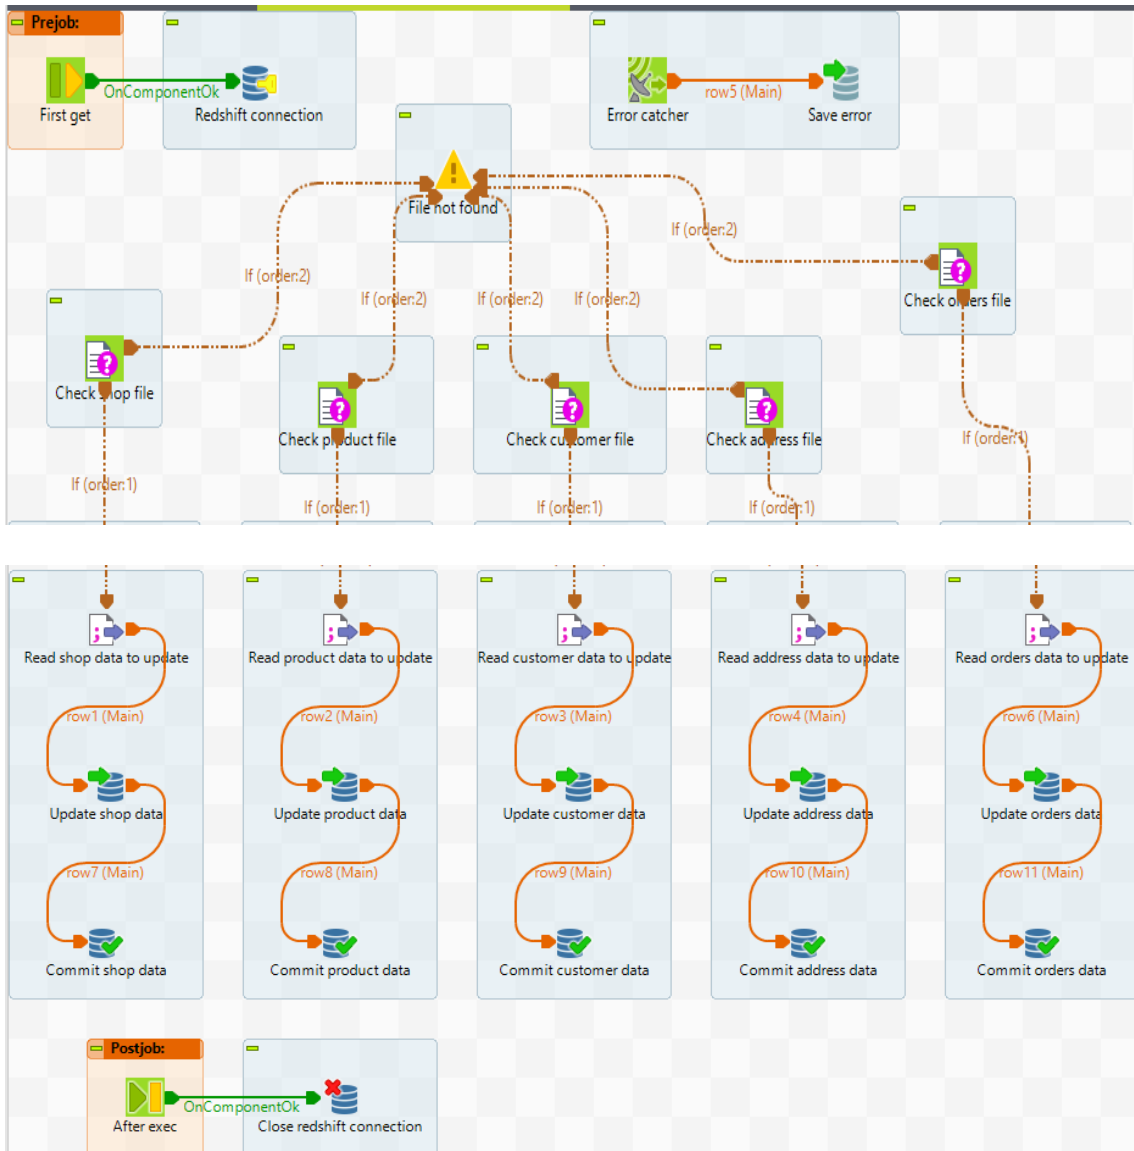 Prejob:
OnComponentOk
First get
Redshift connection
row5 (Main)
Error catcher
Save error
File not found
If (order:2)
If (order:2)
If (order:2)
If (order:2)
If (order:2)
Check orders file
Check shop file
Check product file
Check customer file
Check address file
If (order:1)
If (order:1)
If (order:1)
If (order:1)
If (order:1)
Read shop data to update
Read product data to update
Read customer data to update
Read address data to update
Read orders data to update
row1 (Main)
row2 (Main)
row3 (Main)
row4 (Main)
row6 (Main)
Update shop data
Update product data
Update customer data
Update address data
Update orders data
row7 (Main)
row8 (Main)
row9 (Main)
row10 (Main)
row11 (Main)
Commit shop data
Commit product data
Commit customer data
Commit address data
Commit orders data
Postjob:
OnComponentOk
After exec
Close redshift connection